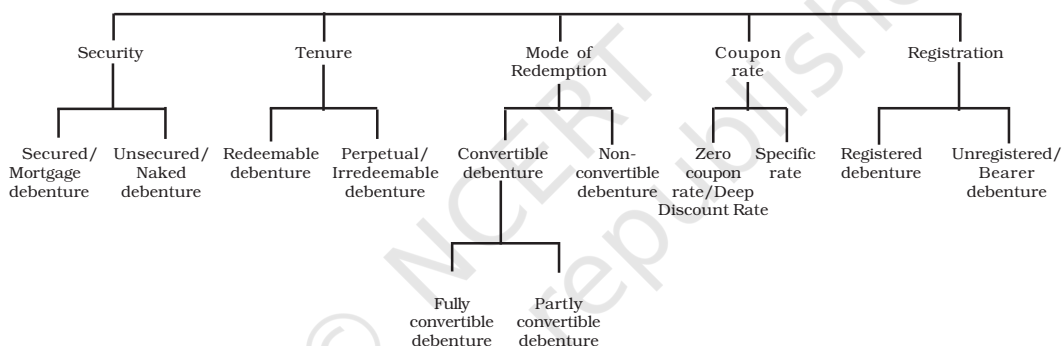 Security
Tenure
Mode of
Redemption
Coupon
rate
Registration
Secured/
Mortgage
debenture
Unsecured/
Naked
debenture
Redeemable
debenture
Perpetual/
Irredeemable
debenture
Convertible
debenture
Non-
convertible
debenture
Zero
coupon
rate/Deep
Discount Rate
Specific
rate
Registered
debenture
Unregistered/
Bearer
debenture
Fully
convertible
debenture
Partly
convertible
debenture
© NCERT
republishe